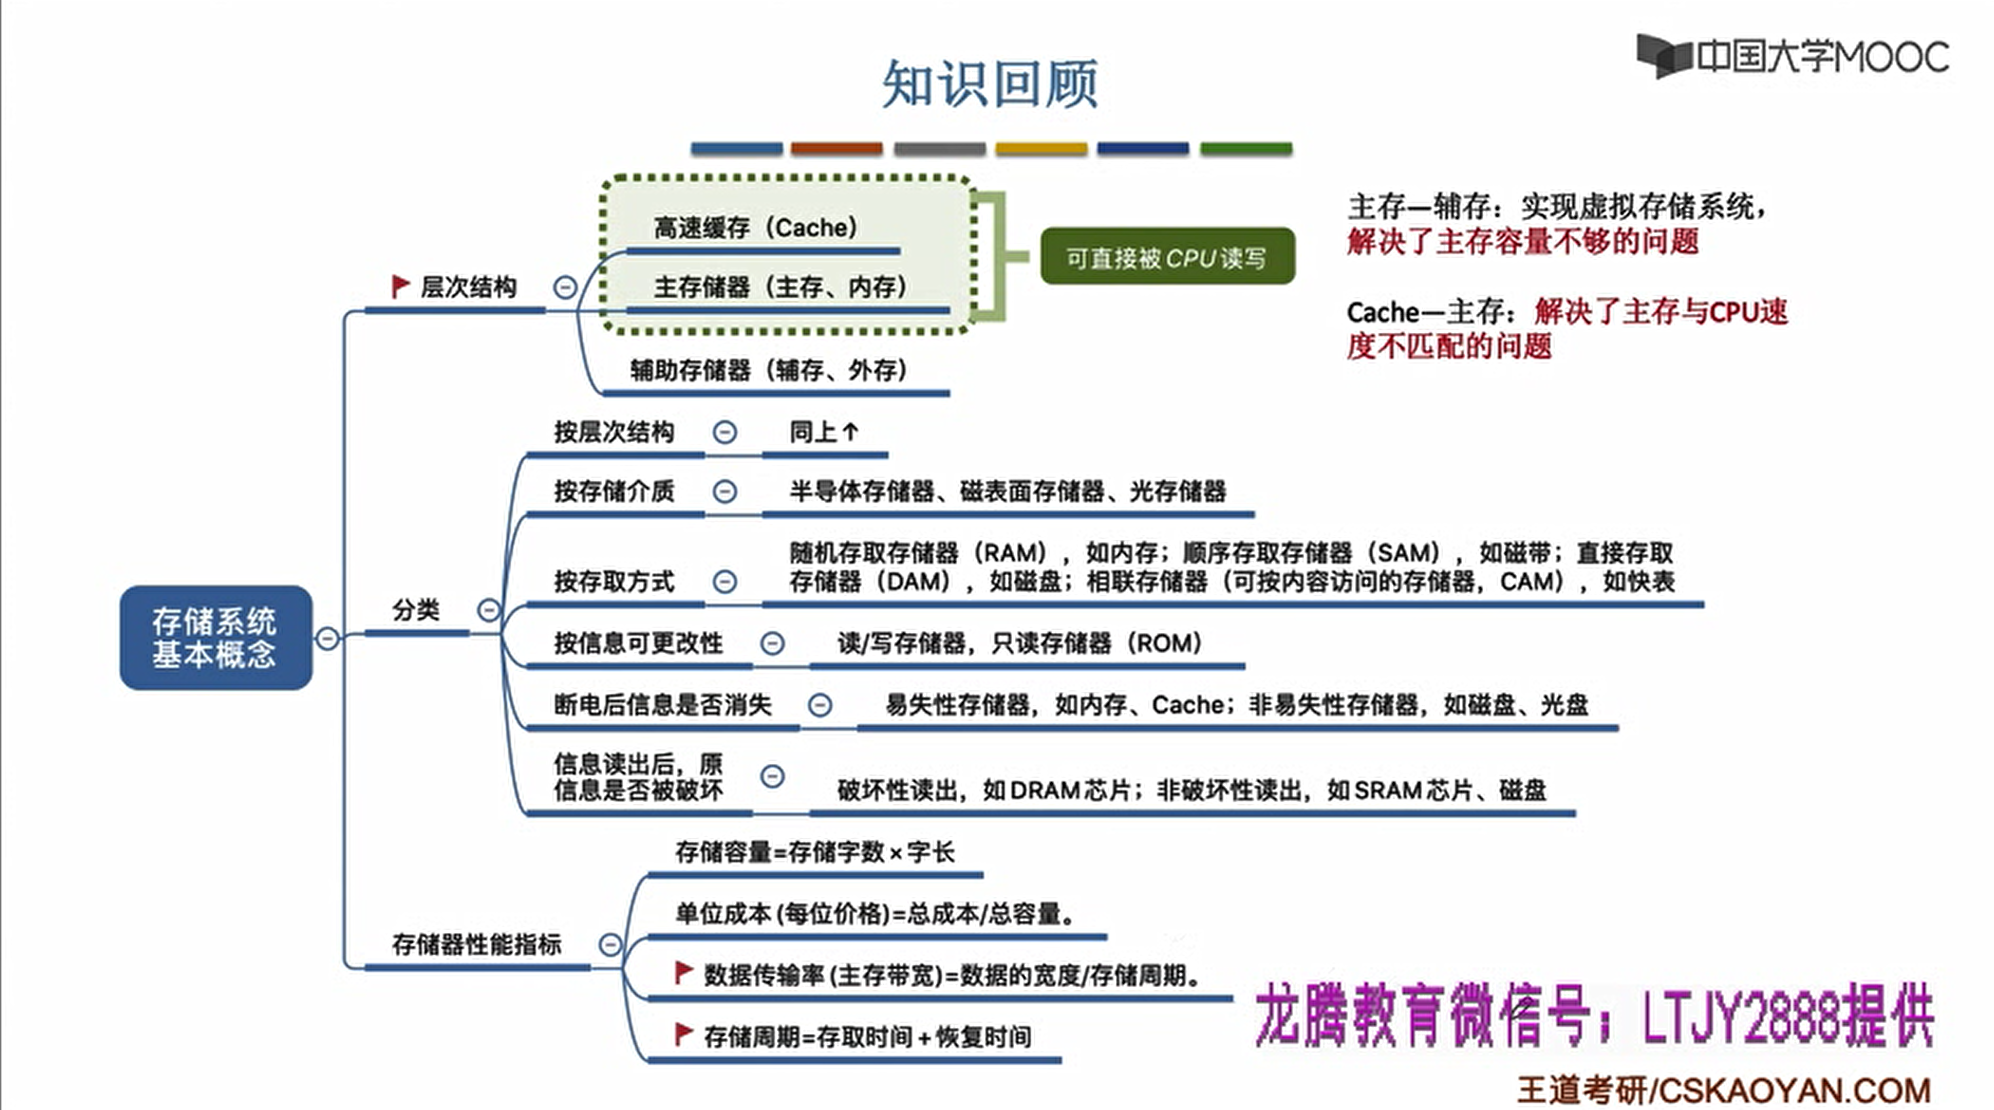 中国大学MOOC
知识回顾
高速缓存（Cache）
主存储器（主存、内存）
辅助存储器（辅存、外存）
层次结构
可直接被CPU读写
主存—辅存：实现虚拟存储系统，
解决了主存容量不够的问题
Cache—主存：解决了主存与CPU速
度不匹配的问题
按层次结构
同上↑
按存储介质
半导体存储器、磁表面存储器、光存储器
按存取方式
随机存取存储器（RAM），如内存；顺序存取存储器（SAM），如磁带；直接存取
存储器（DAM），如磁盘；相联存储器（可按内容访问的存储器，CAM），如快表
分类
存储系统
基本概念
按信息可更改性
读/写存储器，只读存储器（ROM）
断电后信息是否消失
易失性存储器，如内存、Cache；非易失性存储器，如磁盘、光盘
信息读出后，原
信息是否被破坏
破坏性读出，如DRAM芯片；非破坏性读出，如SRAM芯片、磁盘
存储器性能指标
存储容量=存储字数×字长
单位成本(每位价格)=总成本/总容量。
数据传输率(主存带宽)=数据的宽度/存储周期。
存储周期=存取时间+恢复时间
龙腾教育微信号；LTJY2888提供
王道考研/CSKAOYAN.COM